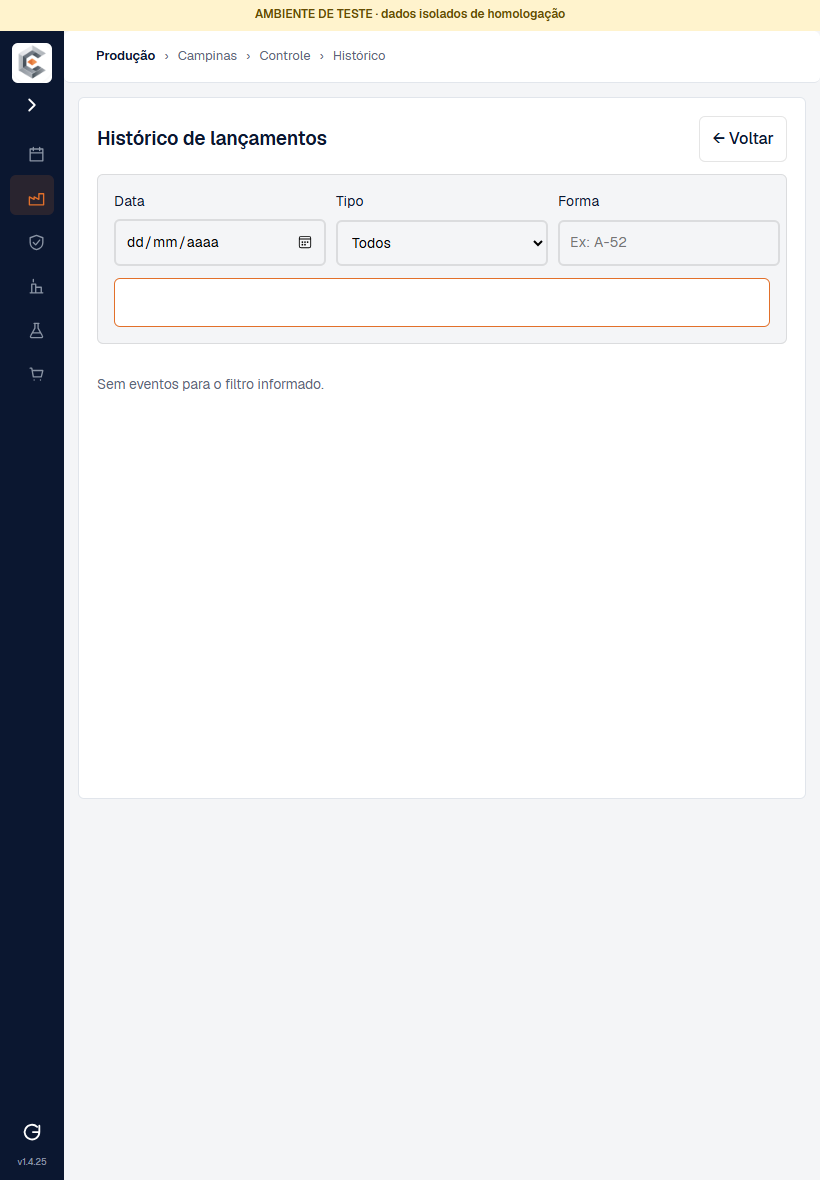 AMBIENTE DE TESTE · dados isolados de homologação
Produção › Campinas › Controle › Histórico
Histórico de lançamentos
← Voltar
Data Tipo Forma
dd/mm/aaaa Todos Ex: A-52
Sem eventos para o filtro informado.
v1.4.25